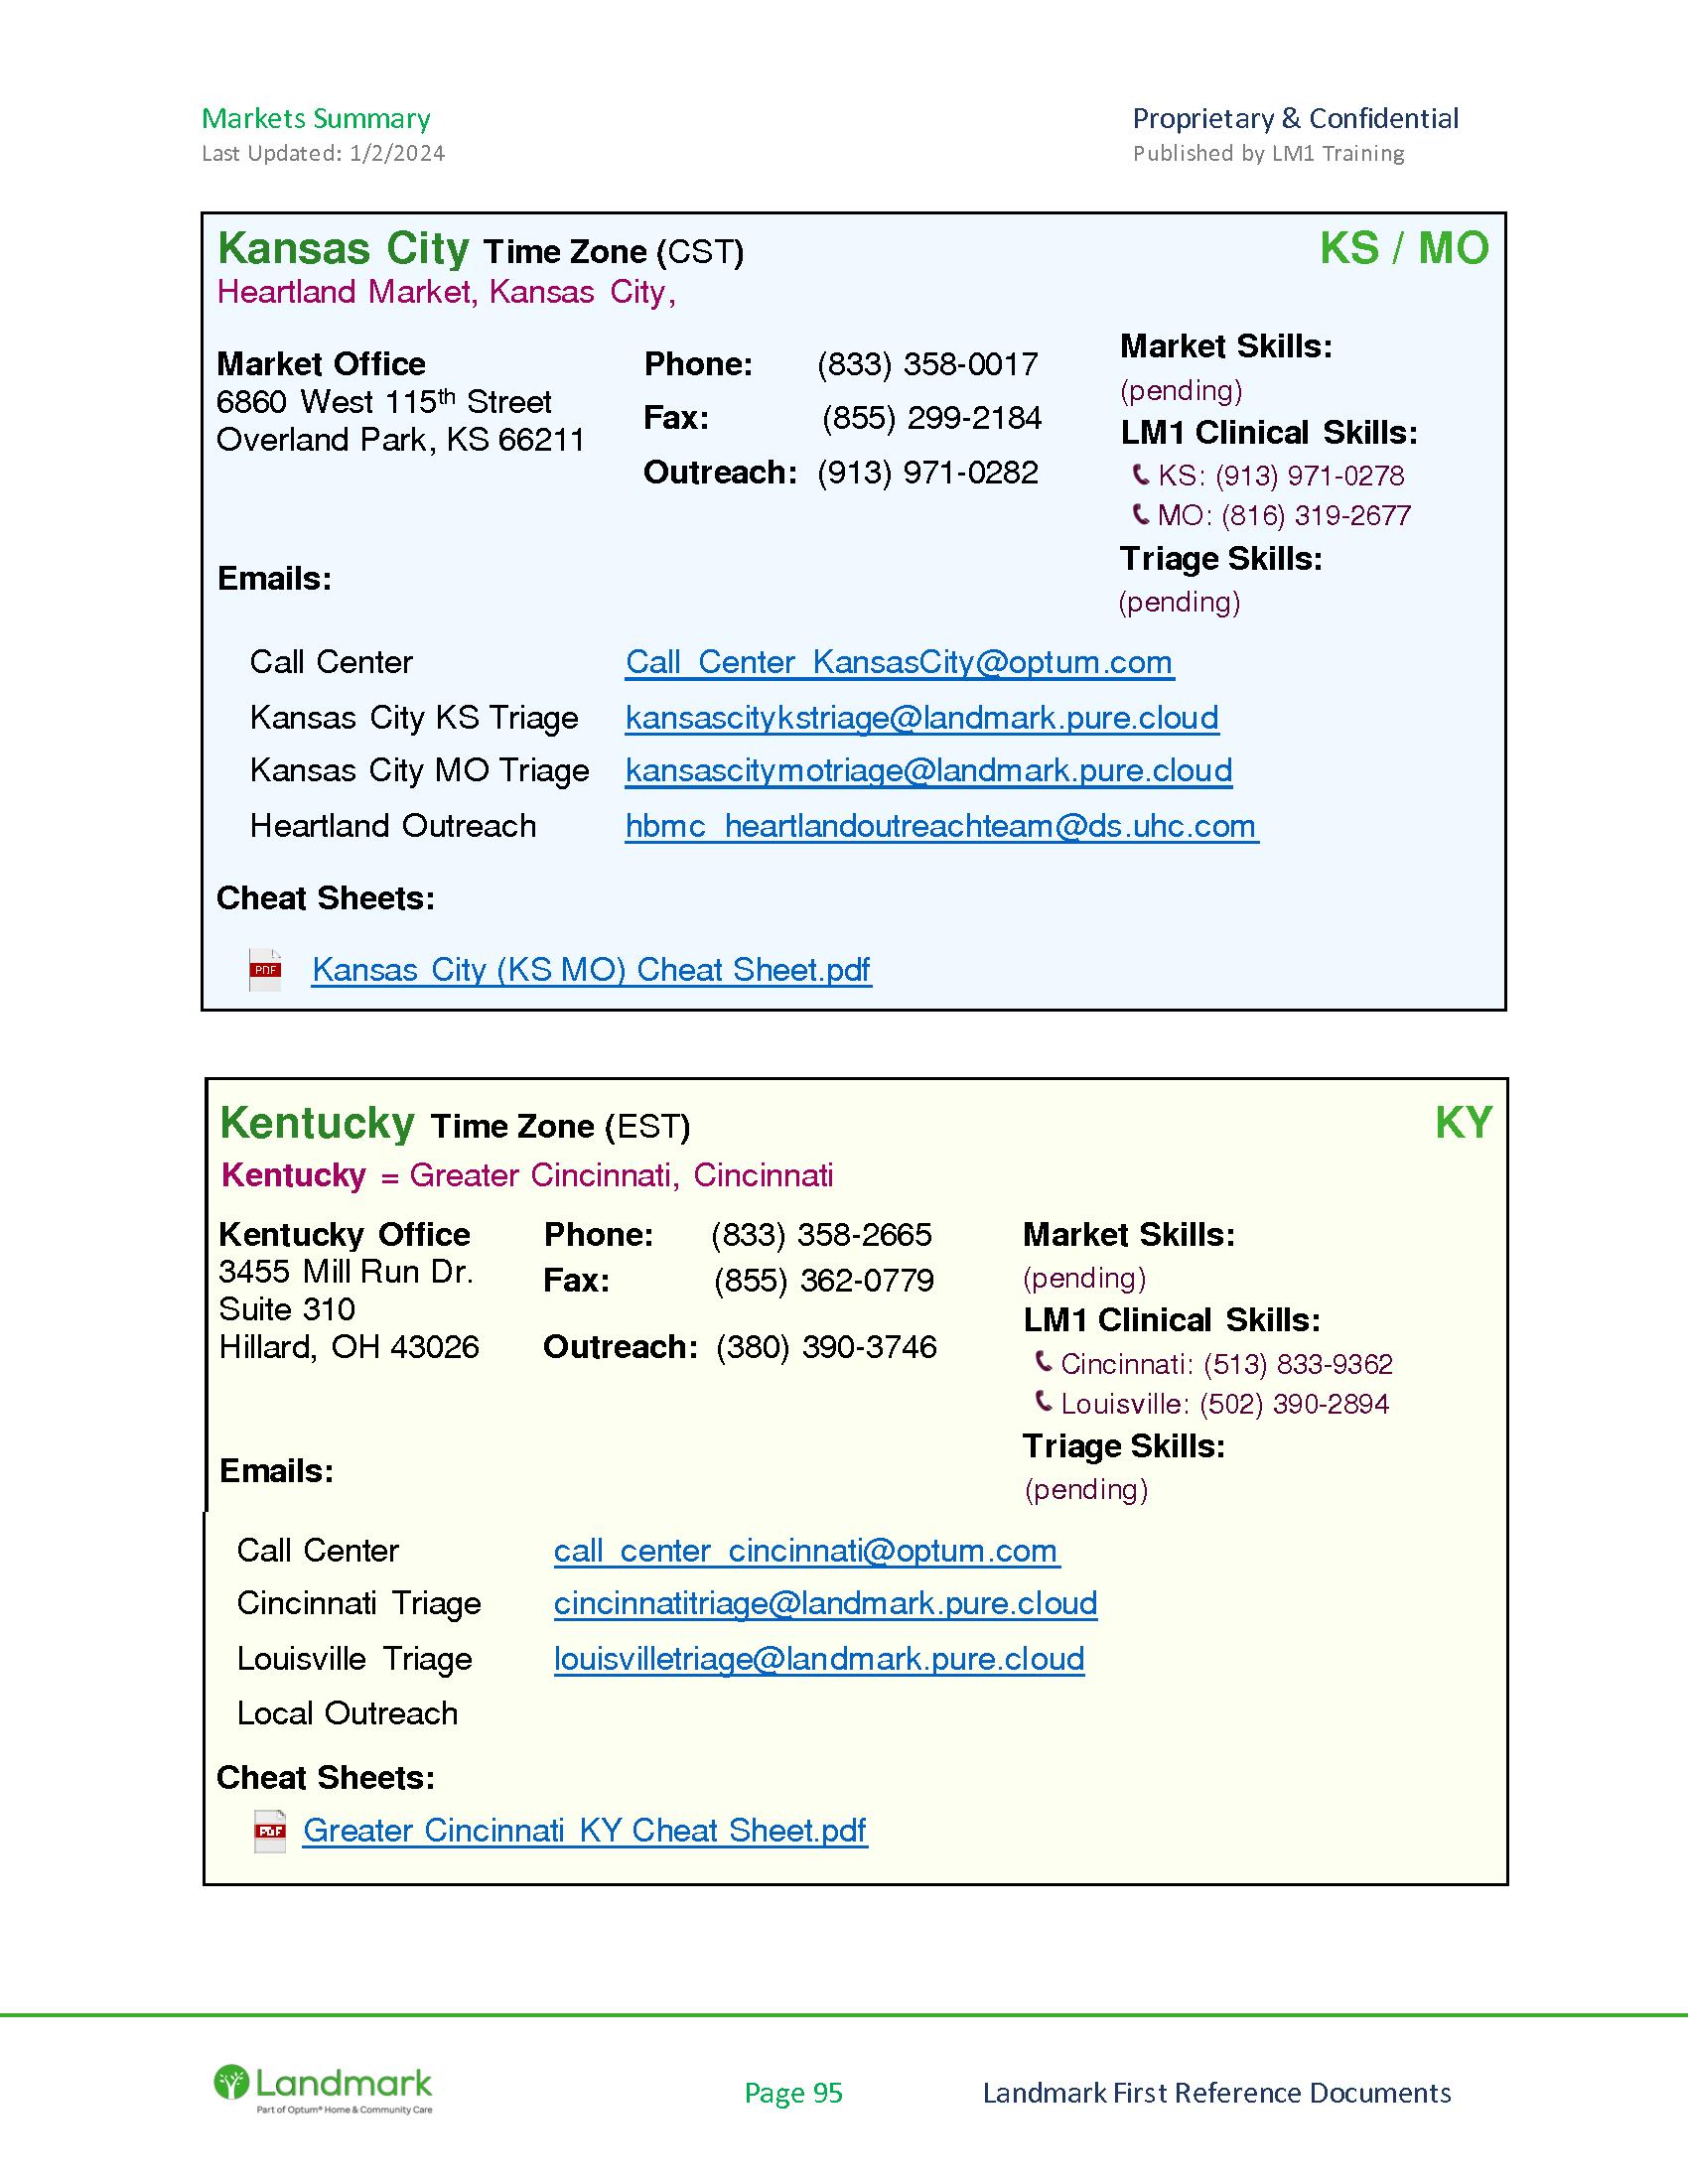 Markets Summary
Proprietary & Confidential
Last Updated: 1/2/2024
Published by LM1 Training
Kansas City Time Zone (CST)
KS / MO
Heartland Market, Kansas City,
Market Office
6860 West 115th Street
Overland Park, KS 66211
Phone: (833) 358-0017
Fax: (855) 299-2184
Outreach: (913) 971-0282
Market Skills:
(pending)
LM1 Clinical Skills:
KS: (913) 971-0278
MO: (816) 319-2677
Triage Skills:
(pending)
Emails:
Call Center Call_Center_KansasCity@optum.com
Kansas City KS Triage kansascitykstriage@landmark.pure.cloud
Kansas City MO Triage kansascitymotriage@landmark.pure.cloud
Heartland Outreach hbmc_heartlandoutreachteam@ds.uhc.com
Cheat Sheets:
PDF Kansas City (KS MO) Cheat Sheet.pdf
Kentucky Time Zone (EST)
KY
Kentucky = Greater Cincinnati, Cincinnati
Kentucky Office
3455 Mill Run Dr.
Suite 310
Hillard, OH 43026
Phone: (833) 358-2665
Fax: (855) 362-0779
Outreach: (380) 390-3746
Market Skills:
(pending)
LM1 Clinical Skills:
Cincinnati: (513) 833-9362
Louisville: (502) 390-2894
Triage Skills:
(pending)
Emails:
Call Center call_center_cincinnati@optum.com
Cincinnati Triage cincinnatitriage@landmark.pure.cloud
Louisville Triage louisvilletriage@landmark.pure.cloud
Local Outreach
Cheat Sheets:
PDF Greater Cincinnati KY Cheat Sheet.pdf
Landmark
Part of Optum® Home & Community Care
Page 95
Landmark First Reference Documents